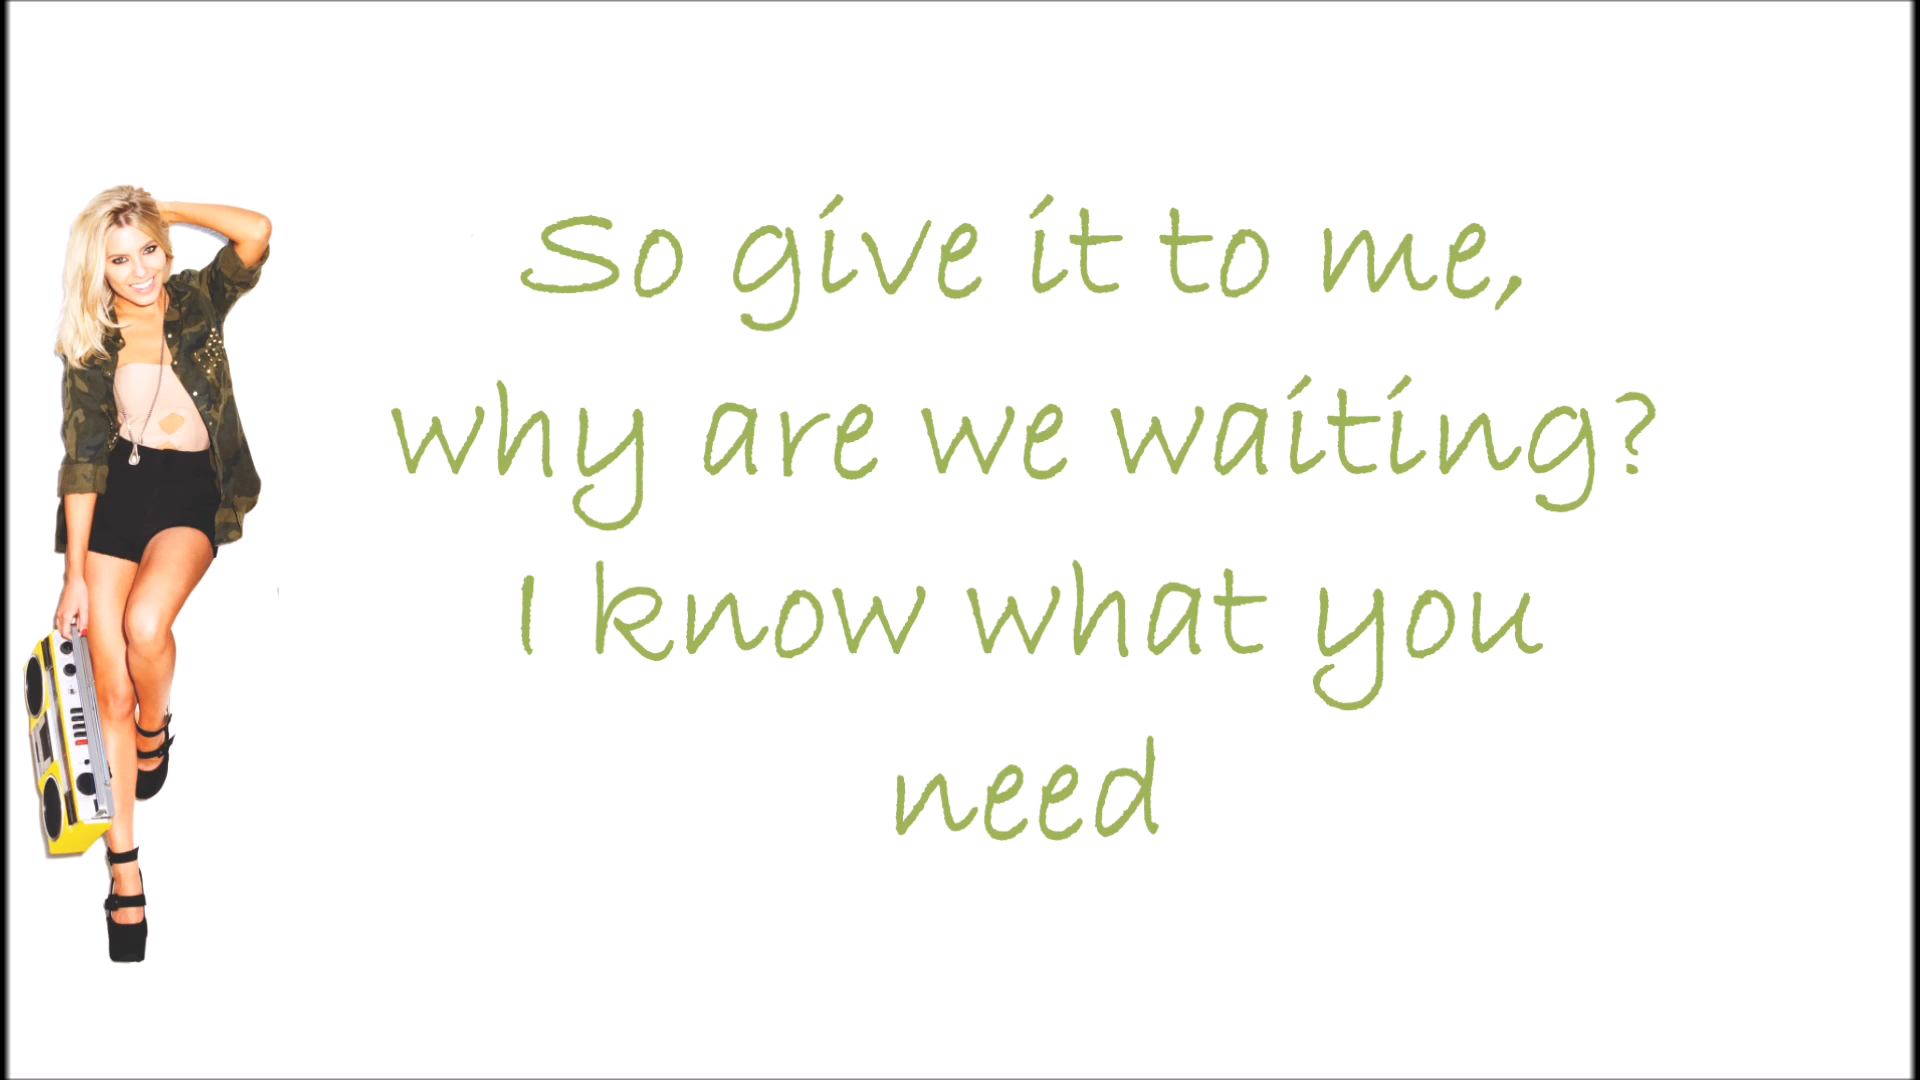 So give it to me,
why are we waiting?
I know what you
need